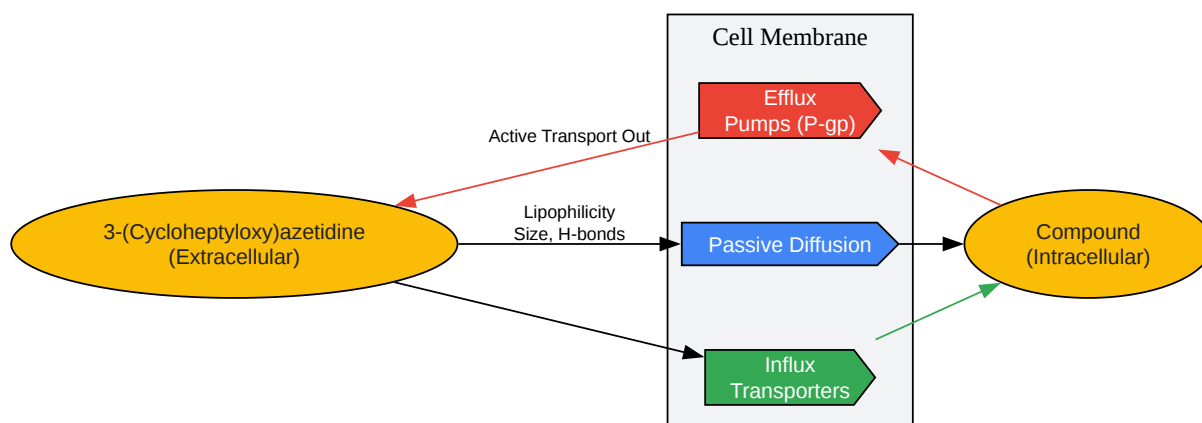 Cell Membrane
Efflux
Pumps (P-gp)
Active Transport Out
3-(Cycloheptyloxy)azetidine
(Extracellular)
Lipophilicity
Size, H-bonds
Passive Diffusion
Compound
(Intracellular)
Influx
Transporters